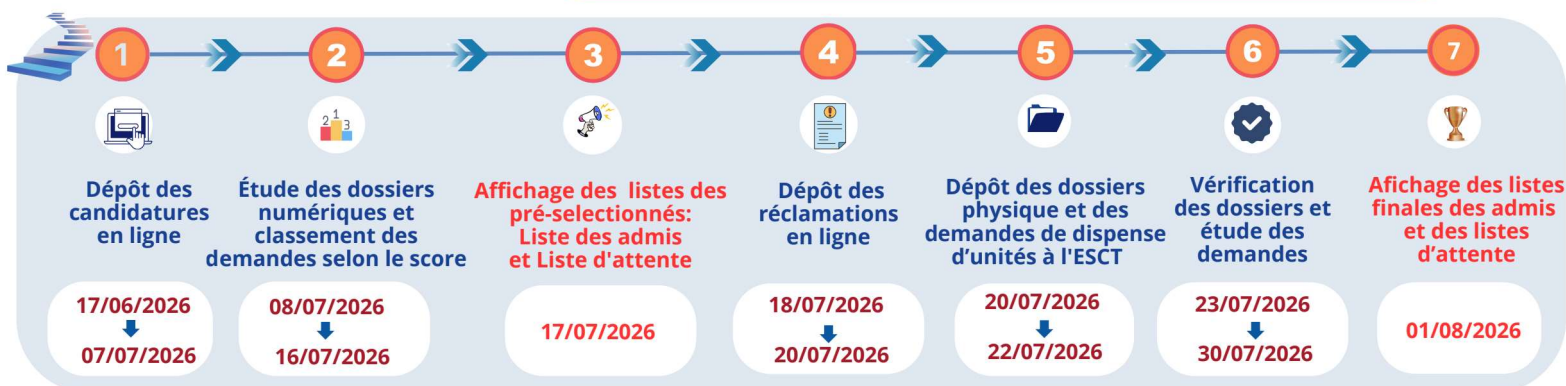 1
2
3
4
5
6
7
2 1 3
Dépôt des
candidatures
en ligne
17/06/2026
07/07/2026
Étude des dossiers
numériques et
classement des
demandes selon le score
08/07/2026
16/07/2026
Affichage des listes des
pré-selectionnés:
Liste des admis
et Liste d'attente
17/07/2026
Dépôt des
réclamations
en ligne
18/07/2026
20/07/2026
Dépôt des dossiers
physique et des
demandes de dispense
d’unités à l'ESCT
20/07/2026
22/07/2026
Vérification
des dossiers et
étude des
demandes
23/07/2026
30/07/2026
Afichage des listes
finales des admis
et des listes
d’attente
01/08/2026